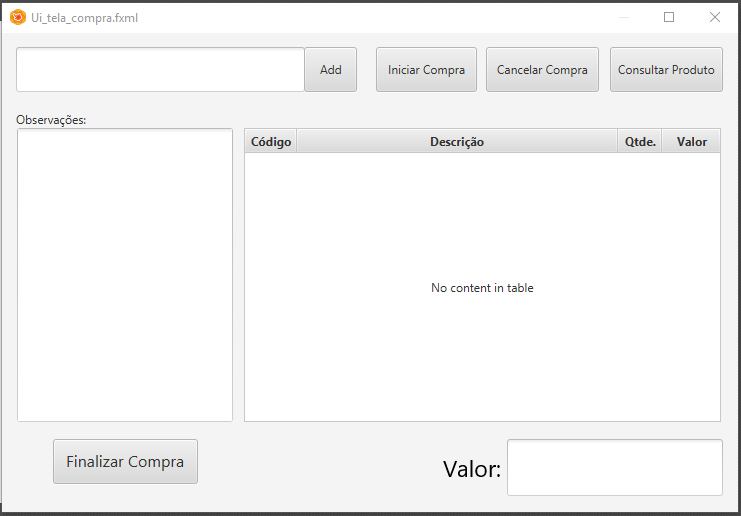 Ui_tela_compra.fxml
Add Iniciar Compra Cancelar Compra Consultar Produto
Observações:
Código Descrição Qtde. Valor
No content in table
Finalizar Compra
Valor: